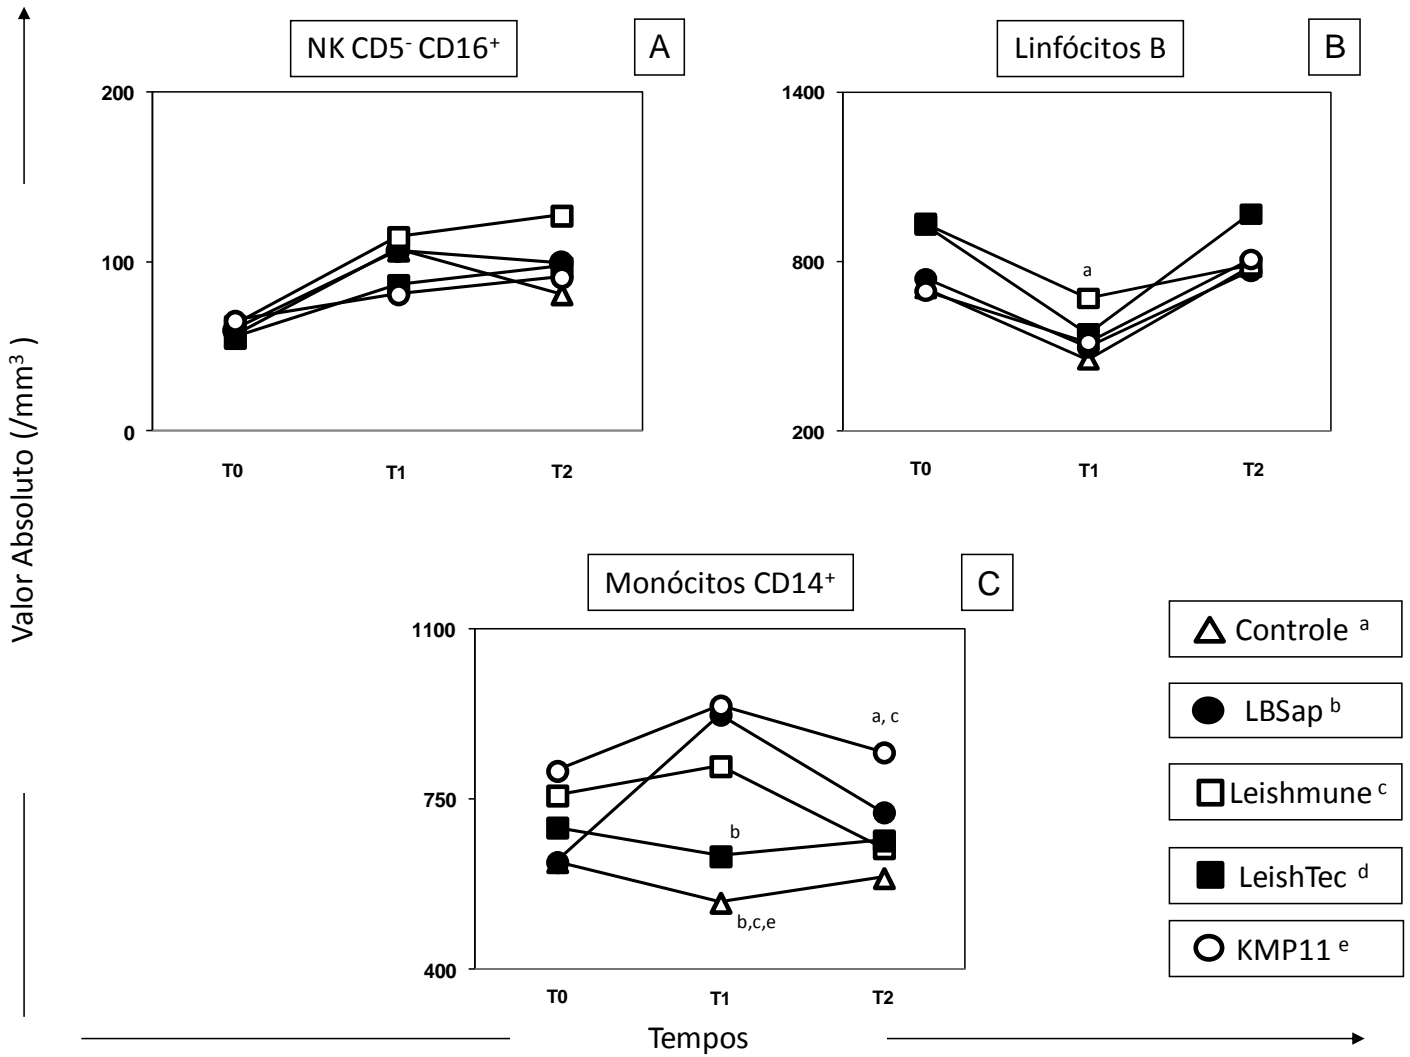 NK CD5⁻ CD16⁺
A
200
100
0
T0 T1 T2
Linfócitos B
B
1400
800
200
a
T0 T1 T2
Valor Absoluto (/mm³ )
Monócitos CD14⁺
C
1100
750
400
a, c
b
b,c,e
T0 T1 T2
Tempos
Controle ᵃ
LBSap ᵇ
Leishmune ᶜ
LeishTec ᵈ
KMP11 ᵉ